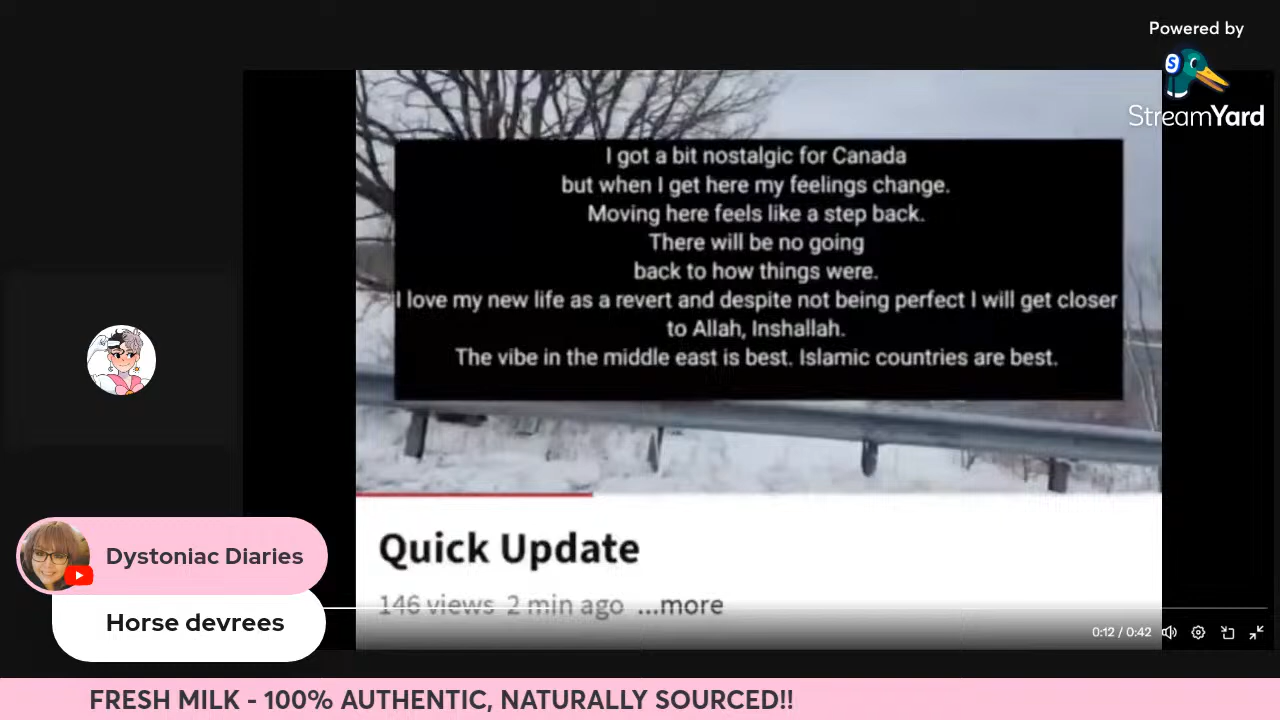 Powered by
StreamYard
I got a bit nostalgic for Canada
but when I get here my feelings change.
Moving here feels like a step back.
There will be no going
back to how things were.
I love my new life as a revert and despite not being perfect I will get closer
to Allah, Inshallah.
The vibe in the middle east is best. Islamic countries are best.
Quick Update
146 views 2 min ago ...more
0:12 / 0:42
Dystoniac Diaries
Horse devrees
FRESH MILK - 100% AUTHENTIC, NATURALLY SOURCED!!